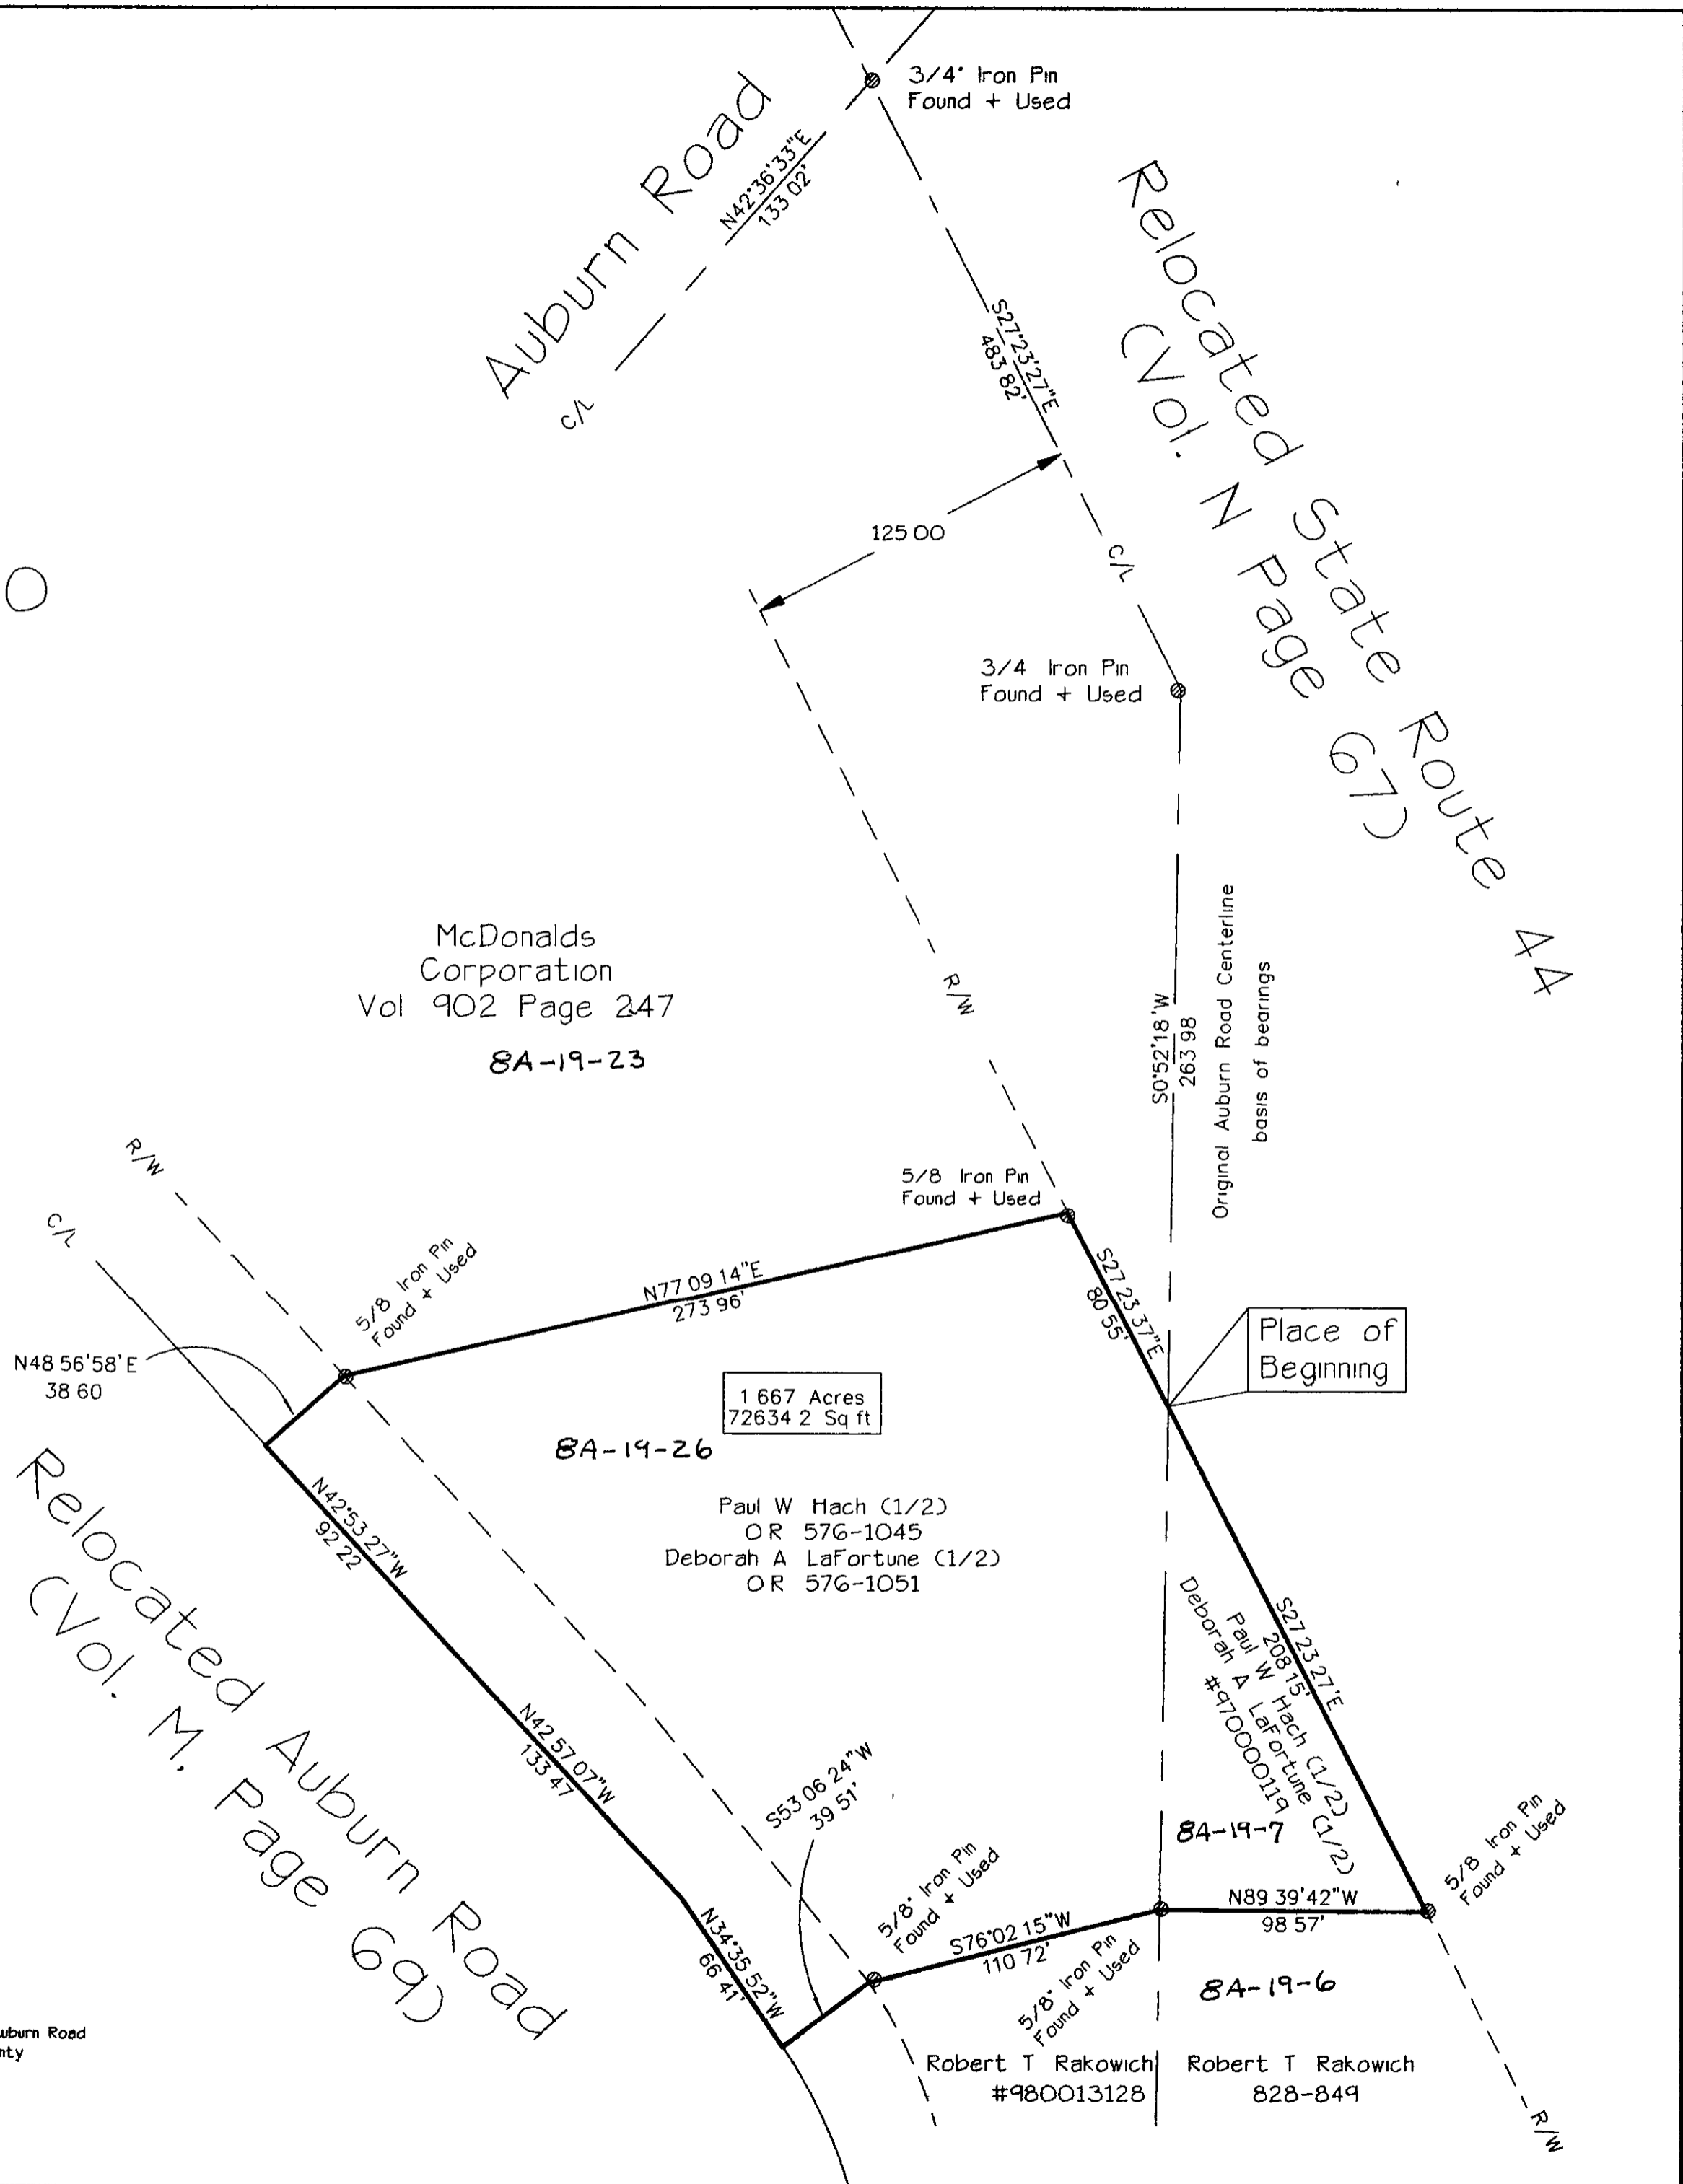 3/4" Iron Pin
Found + Used
Auburn Road
N42°36'33"E
133 02'
C/L
S27°23'27"E
483 82'
Relocated State Route 44
(Vol. N Page 67)
125 00
C/L
3/4 Iron Pin
Found + Used
R/W
McDonalds
Corporation
Vol 902 Page 247
8A-19-23
S0°52'18'W
263 98
Original Auburn Road Centerline
basis of bearings
R/W
C/L
5/8 Iron Pin
Found + Used
5/8 Iron Pin
Found + Used
N77 09 14"E
273 96'
S27 23 37"E
80 55'
Place of
Beginning
N48 56'58'E
38 60
1 667 Acres
72634 2 Sq ft
8A-19-26
Paul W Hach (1/2)
OR 576-1045
Deborah A LaFortune (1/2)
OR 576-1051
N42°53 27"W
92 22
Relocated Auburn Road
(Vol. M, Page 69)
N42 57 07"W
133 47
S27 23 27'E
208 15'
Paul W Hach (1/2)
Deborah A LaFortune (1/2)
#970000119
8A-19-7
S53 06 24"W
39 51'
5/8" Iron Pin
Found + Used
5/8 Iron Pin
Found + Used
N89 39'42"W
98 57'
S76°02 15"W
110 72'
N34°35 52"W
66 41'
5/8" Iron Pin
Found + Used
8A-19-6
uburn Road
nty
Robert T Rakowich
#980013128
Robert T Rakowich
828-849
R/W